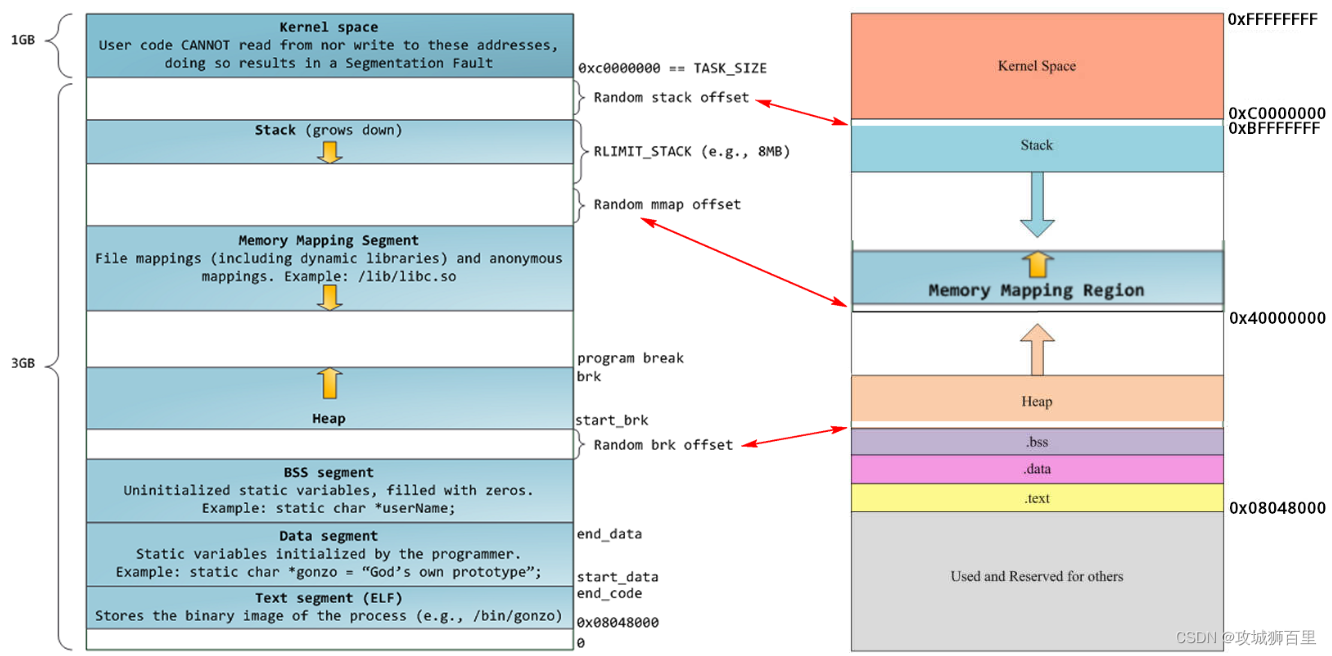 1GB
Kernel space
User code CANNOT read from nor write to these addresses,
doing so results in a Segmentation Fault
0xc0000000 == TASK_SIZE
Random stack offset
Stack (grows down)
RLIMIT_STACK (e.g., 8MB)
Random mmap offset
Memory Mapping Segment
File mappings (including dynamic libraries) and anonymous
mappings. Example: /lib/libc.so
3GB
program break
brk
Heap
start_brk
Random brk offset
BSS segment
Uninitialized static variables, filled with zeros.
Example: static char *userName;
Data segment
Static variables initialized by the programmer.
Example: static char *gonzo = “God’s own prototype”;
end_data
start_data
end_code
Text segment (ELF)
Stores the binary image of the process (e.g., /bin/gonzo)
0x08048000
0
0xFFFFFFFF
Kernel Space
0xC0000000
0xBFFFFFFF
Stack
Memory Mapping Region
0x40000000
Heap
.bss
.data
.text
0x08048000
Used and Reserved for others
CSDN @攻城狮百里